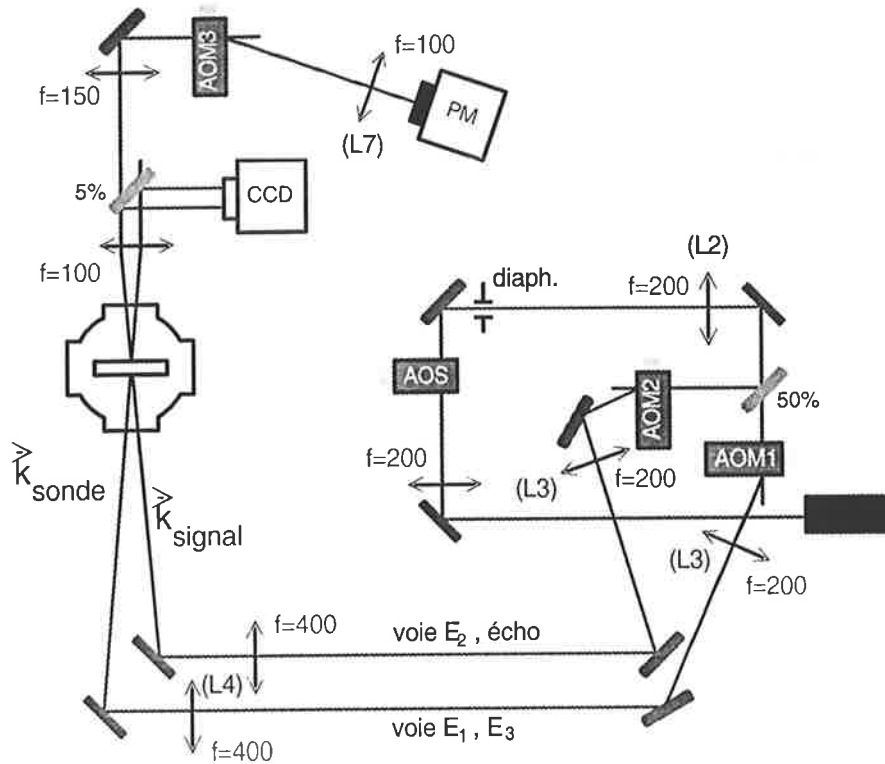 AOM3
f=100
f=150
(L7)
PM
5%
CCD
f=100
(L2)
f=200
diaph.
AOS
AOM2
50%
f=200
f=200
(L3)
AOM1
(L3)
f=200
k sonde
k signal
f=400
voie E2 , écho
(L4)
voie E1 , E3
f=400